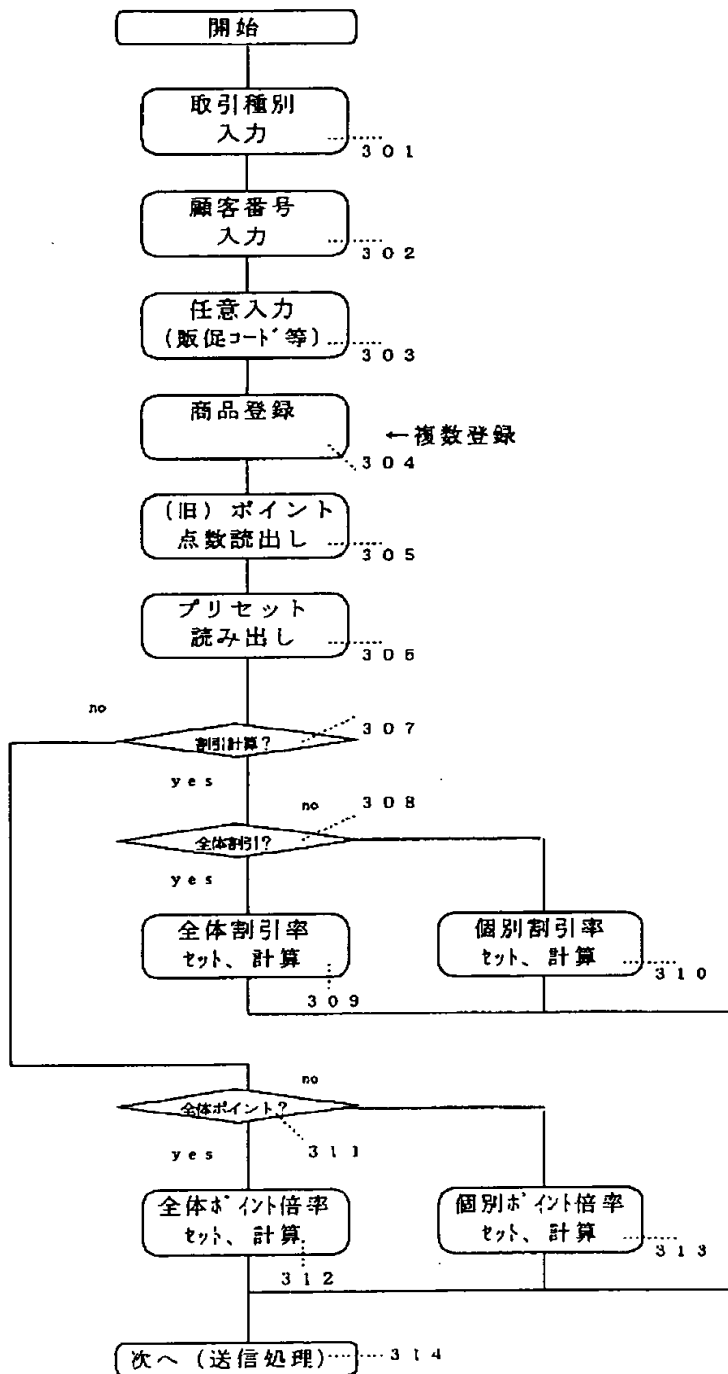 開始
取引種別
入力
301
顧客番号
入力
302
任意入力
(販促コード等)
303
商品登録
←複数登録
304
(旧) ポイント
点数読出し
305
プリセット
読み出し
306
no
307
割引計算?
yes
no
308
全体割引?
yes
全体割引率
セット、計算
309
個別割引率
セット、計算
310
no
全体ポイント?
yes
311
全体ポイント倍率
セット、計算
312
個別ポイント倍率
セット、計算
313
次へ (送信処理)
314